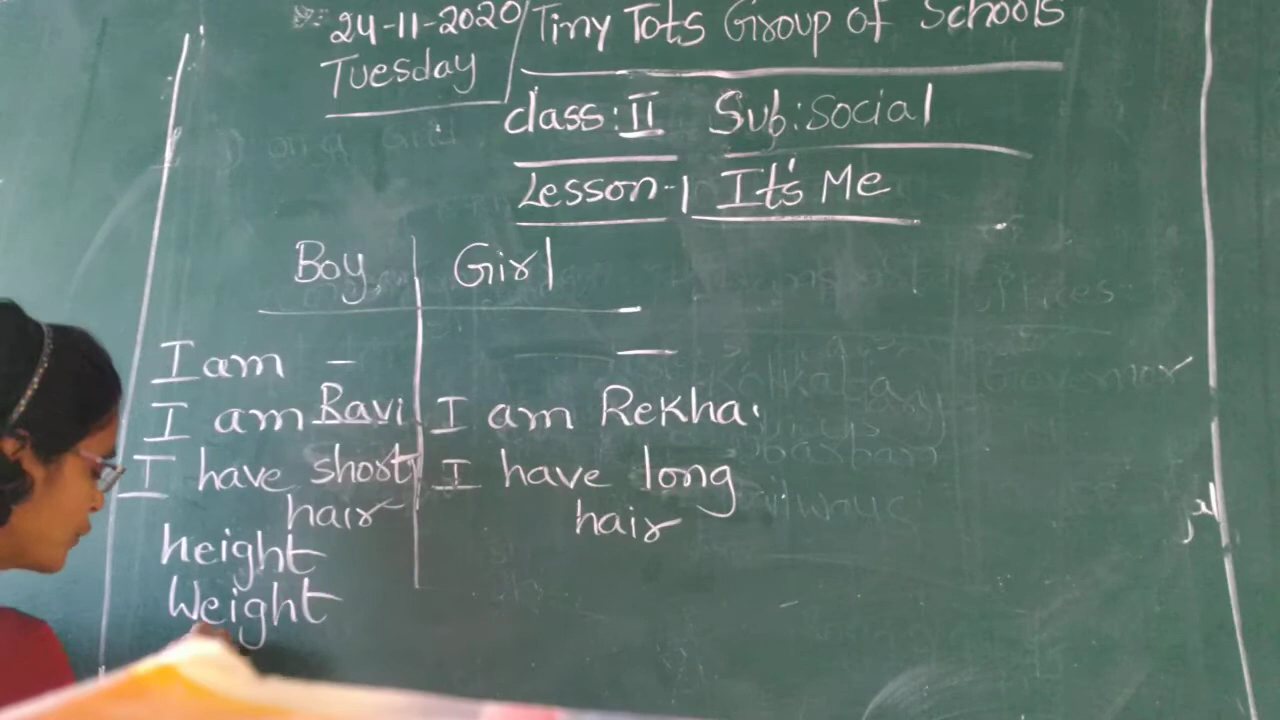 24-11-2020
Tuesday
Tiny Tots Group of Schools
class: II Sub: Social
Lesson-1 It's Me
Boy Girl
I am –
I am Ravi I am Rekha.
I have short I have long
hair hair
height
Weight